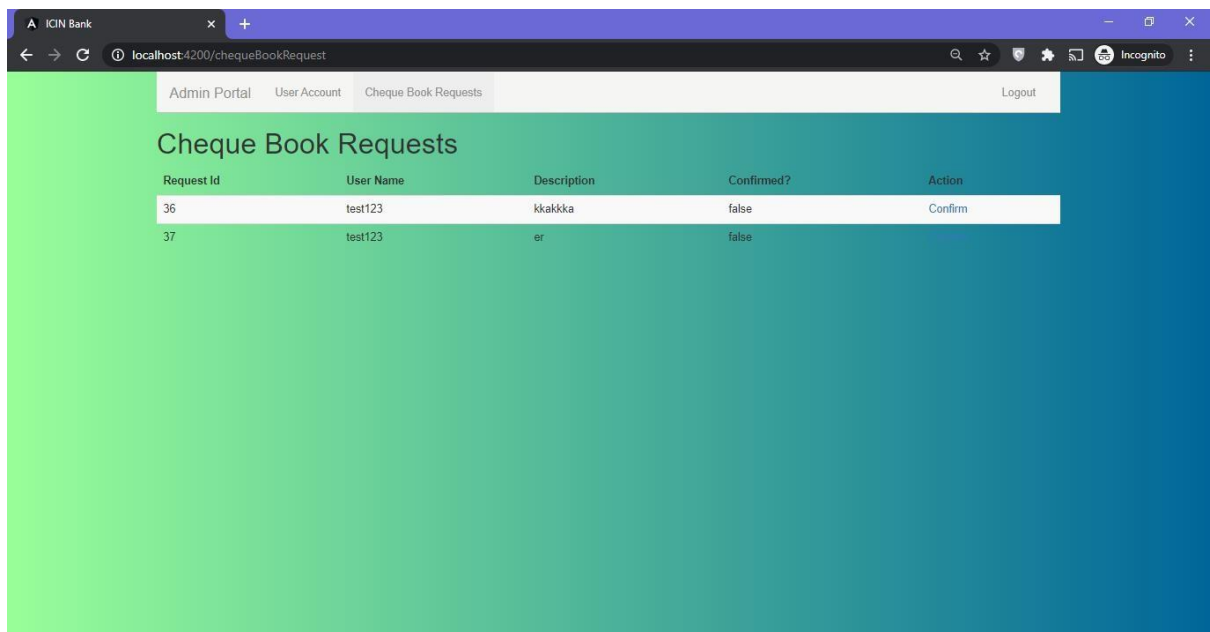 ICIN Bank
localhost:4200/chequeBookRequest
Incognito
Admin Portal User Account Cheque Book Requests Logout
Cheque Book Requests
Request Id User Name Description Confirmed? Action
36 test123 kkakkka false Confirm
37 test123 er false